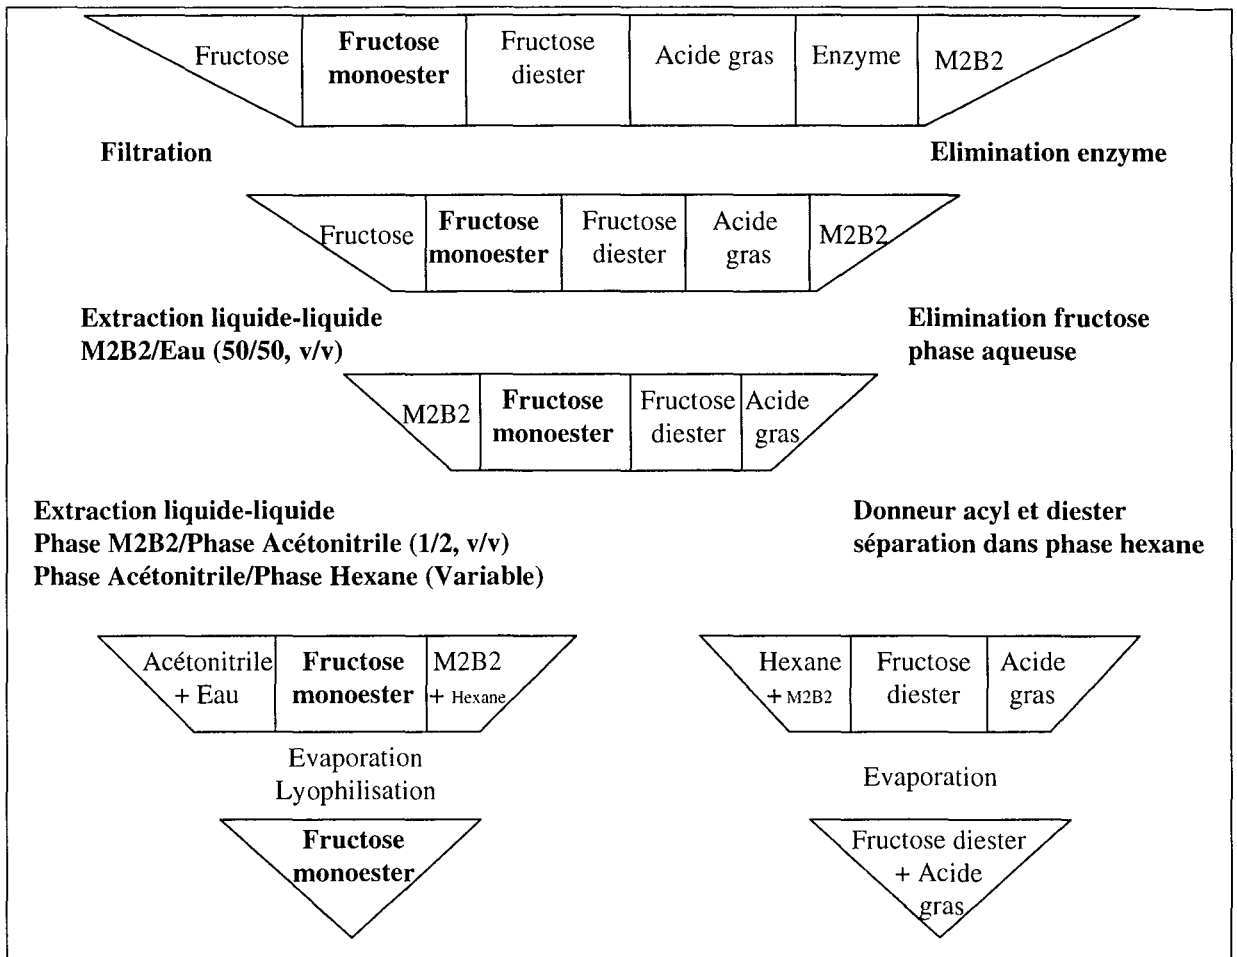 Fructose
Fructose
monoester
Fructose
diester
Acide gras
Enzyme
M2B2
Filtration
Elimination enzyme
Fructose
Fructose
monoester
Fructose
diester
Acide
gras
M2B2
Extraction liquide-liquide
M2B2/Eau (50/50, v/v)
Elimination fructose
phase aqueuse
M2B2
Fructose
monoester
Fructose
diester
Acide
gras
Extraction liquide-liquide
Phase M2B2/Phase Acétonitrile (1/2, v/v)
Phase Acétonitrile/Phase Hexane (Variable)
Donneur acyl et diester
séparation dans phase hexane
Acétonitrile
+ Eau
Fructose
monoester
M2B2
+ Hexane
Hexane
+ M2B2
Fructose
diester
Acide
gras
Evaporation
Lyophilisation
Evaporation
Fructose
monoester
Fructose diester
+ Acide
gras